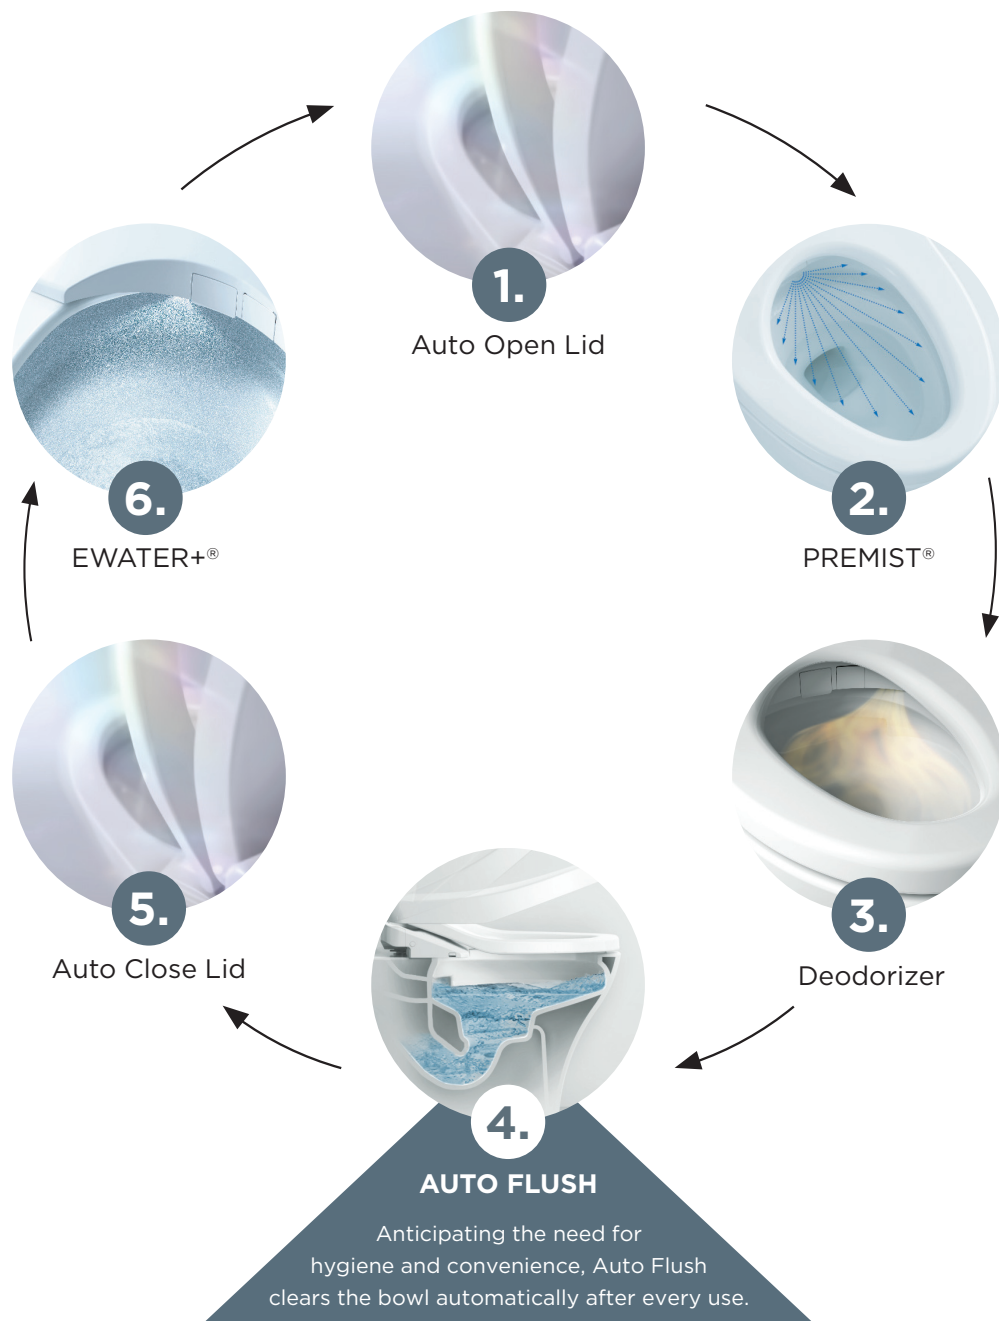 1.
Auto Open Lid
2.
PREMIST®
3.
Deodorizer
4.
AUTO FLUSH
Anticipating the need for
hygiene and convenience, Auto Flush
clears the bowl automatically after every use.
5.
Auto Close Lid
6.
EWATER+®